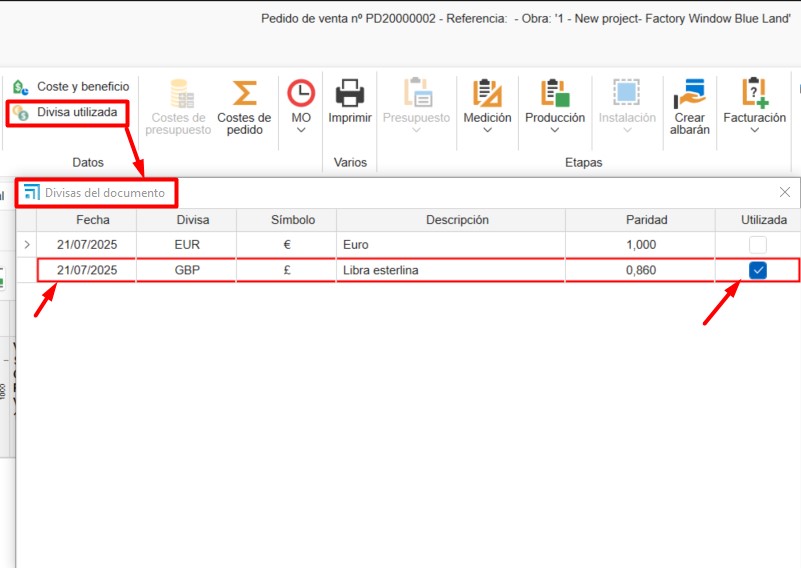 Pedido de venta nº PD20000002 - Referencia:  - Obra: '1 - New project- Factory Window Blue Land'
Coste y beneficio
Divisa utilizada
Costes de presupuesto
Costes de pedido
MO
Imprimir
Presupuesto
Medición
Producción
Instalación
Crear albarán
Facturación
Datos
Varios
Etapas
Divisas del documento
Fecha Divisa Símbolo Descripción Paridad Utilizada
21/07/2025 EUR € Euro 1,000
21/07/2025 GBP £ Libra esterlina 0,860